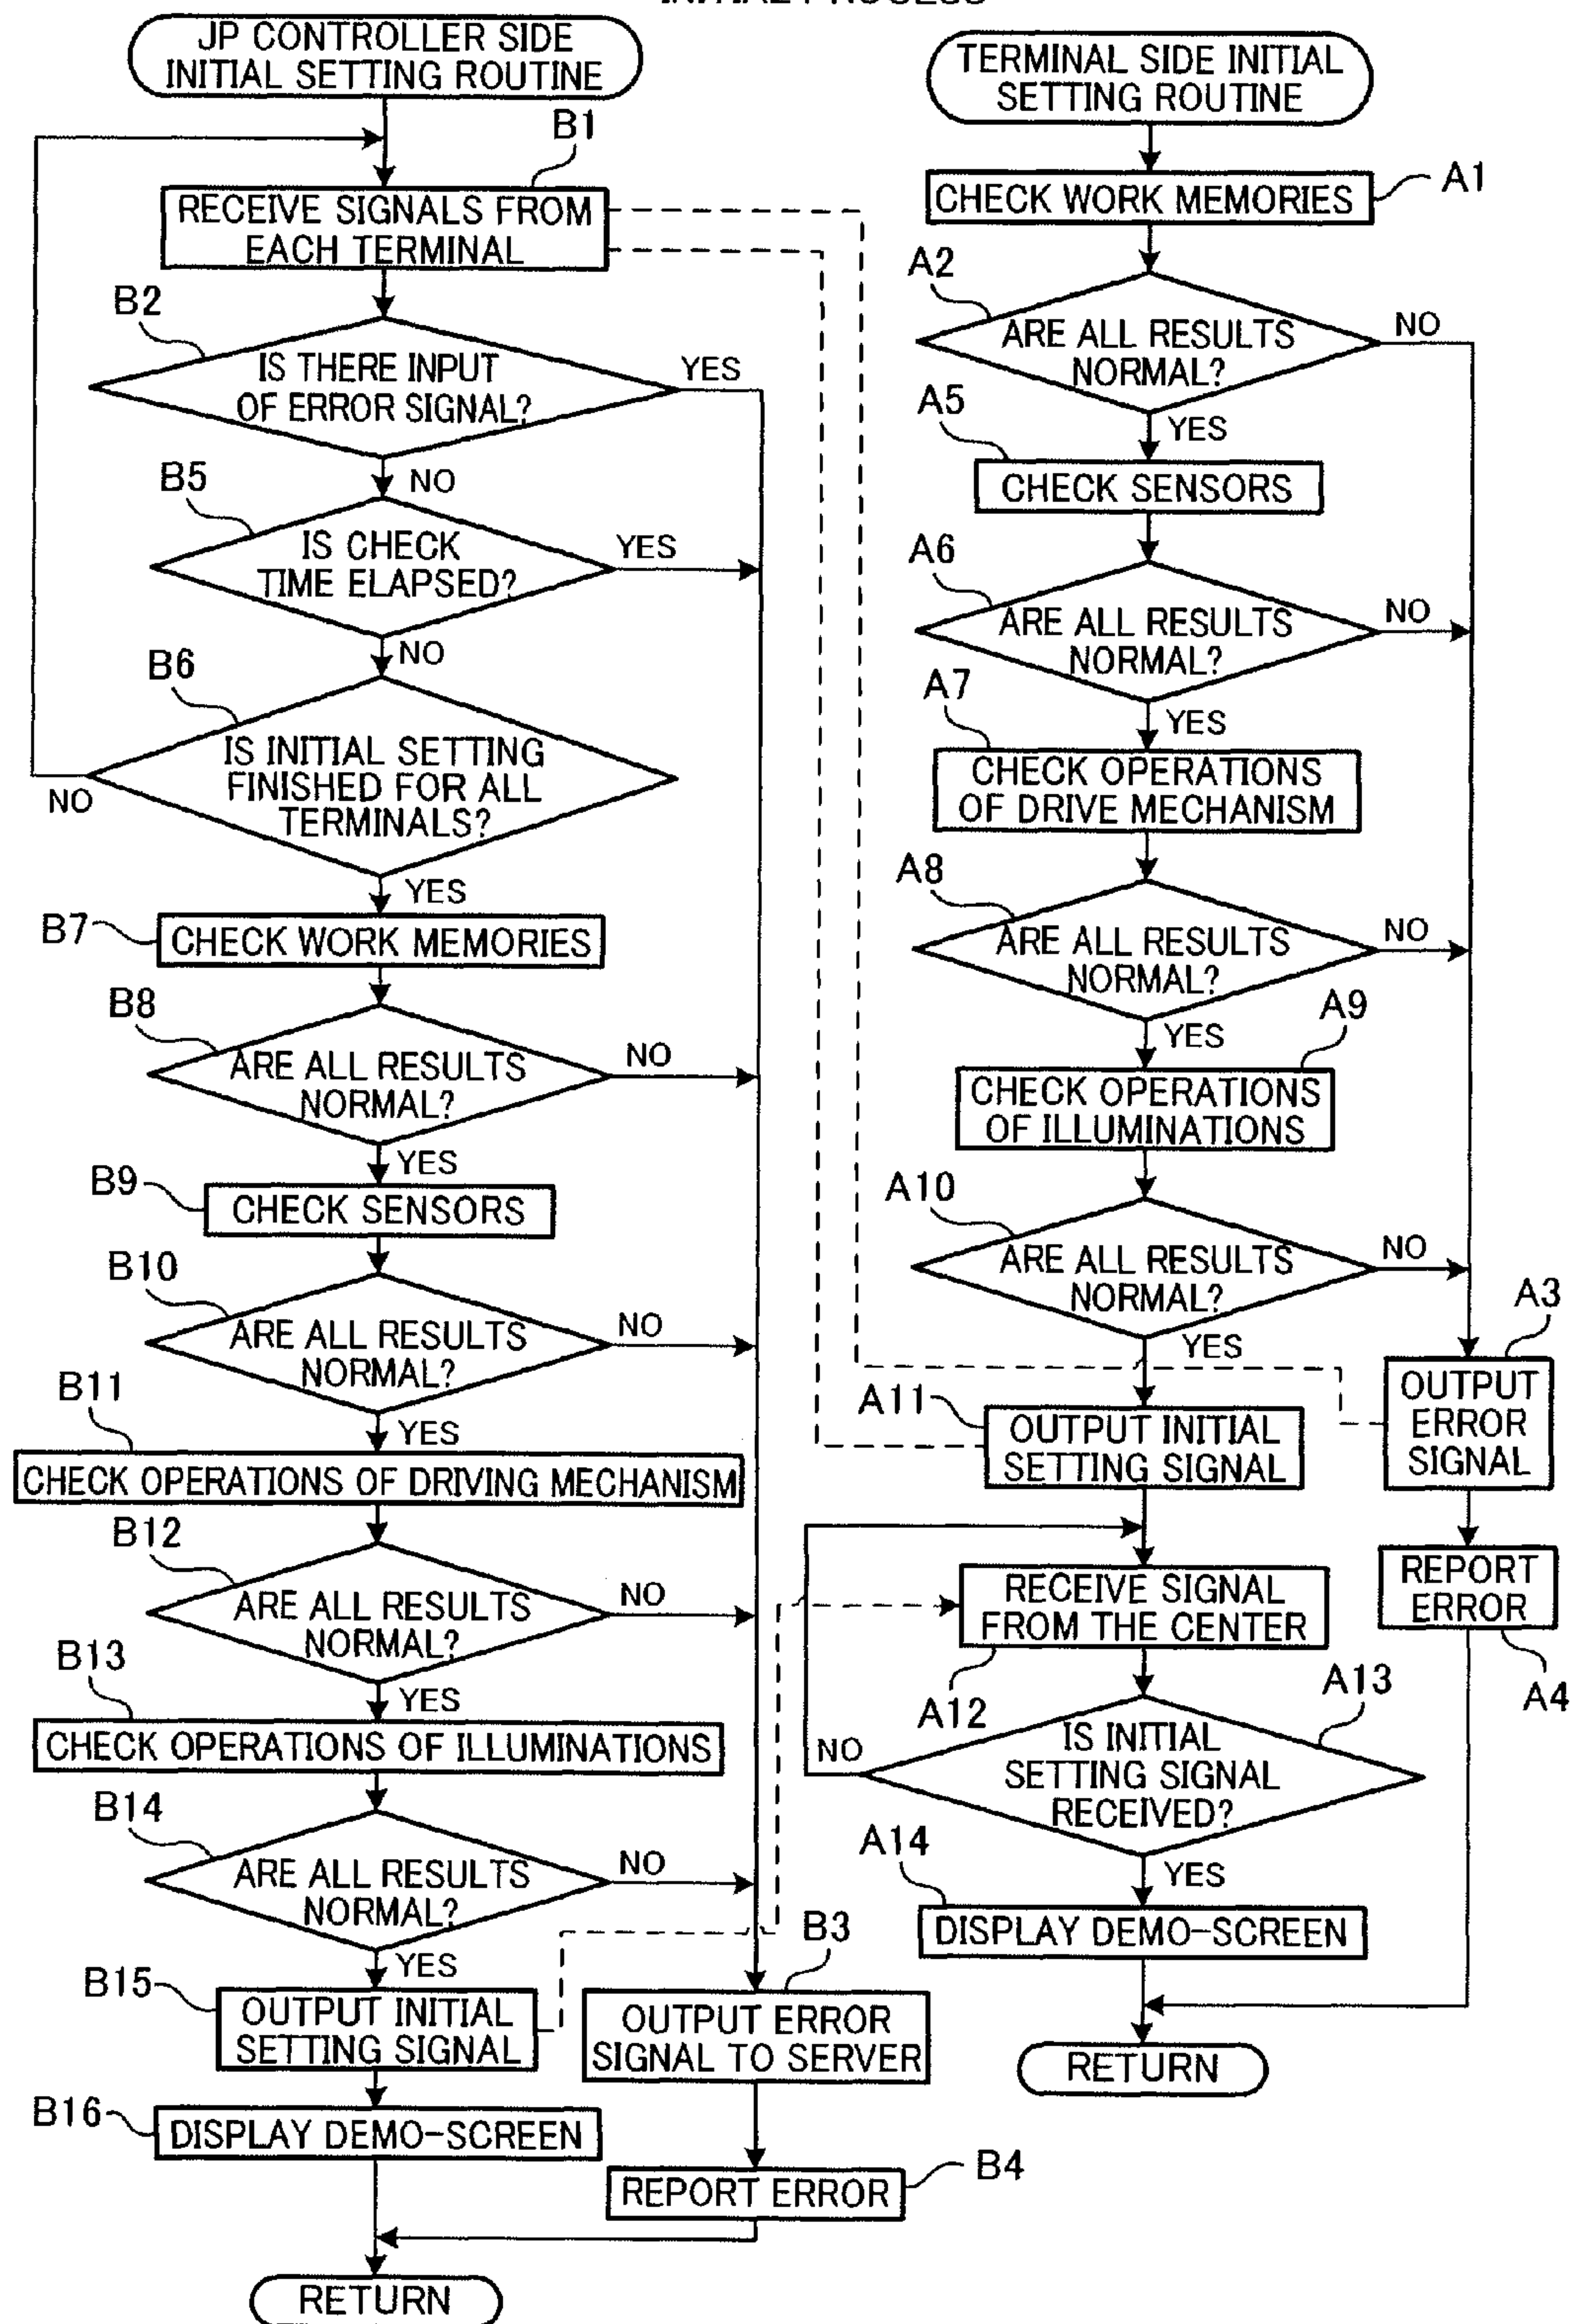 JP CONTROLLER SIDE
INITIAL SETTING ROUTINE
B1
RECEIVE SIGNALS FROM
EACH TERMINAL
B2
IS THERE INPUT
OF ERROR SIGNAL?
YES
NO
B5
IS CHECK
TIME ELAPSED?
YES
NO
B6
IS INITIAL SETTING
FINISHED FOR ALL
TERMINALS?
NO
YES
B7
CHECK WORK MEMORIES
B8
ARE ALL RESULTS
NORMAL?
NO
YES
B9
CHECK SENSORS
B10
ARE ALL RESULTS
NORMAL?
NO
YES
B11
CHECK OPERATIONS OF DRIVING MECHANISM
B12
ARE ALL RESULTS
NORMAL?
NO
YES
B13
CHECK OPERATIONS OF ILLUMINATIONS
B14
ARE ALL RESULTS
NORMAL?
NO
YES
B15
OUTPUT INITIAL
SETTING SIGNAL
B16
DISPLAY DEMO-SCREEN
B3
OUTPUT ERROR
SIGNAL TO SERVER
B4
REPORT ERROR
RETURN
TERMINAL SIDE INITIAL
SETTING ROUTINE
A1
CHECK WORK MEMORIES
A2
ARE ALL RESULTS
NORMAL?
NO
YES
A5
CHECK SENSORS
A6
ARE ALL RESULTS
NORMAL?
NO
YES
A7
CHECK OPERATIONS
OF DRIVE MECHANISM
A8
ARE ALL RESULTS
NORMAL?
NO
YES
A9
CHECK OPERATIONS
OF ILLUMINATIONS
A10
ARE ALL RESULTS
NORMAL?
NO
YES
A3
OUTPUT
ERROR
SIGNAL
A11
OUTPUT INITIAL
SETTING SIGNAL
REPORT
ERROR
A4
RECEIVE SIGNAL
FROM THE CENTER
A12
A13
IS INITIAL
SETTING SIGNAL
RECEIVED?
NO
YES
A14
DISPLAY DEMO-SCREEN
RETURN